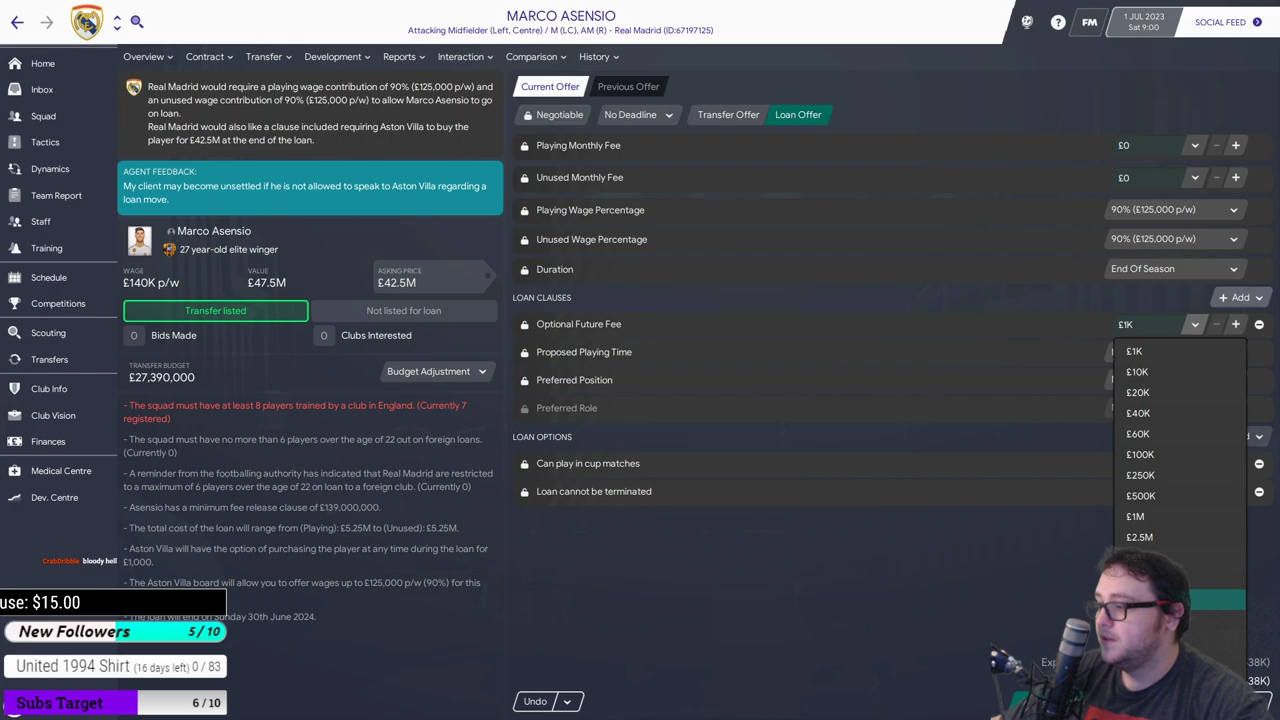 MARCO ASENSIO
Attacking Midfielder (Left, Centre) / M (LC), AM (R) - Real Madrid (ID:67197125)
FM
1 JUL 2023
Sat 9:00
SOCIAL FEED
Home
Inbox
Squad
Tactics
Dynamics
Team Report
Staff
Training
Schedule
Competitions
Scouting
Transfers
Club Info
Club Vision
Finances
Medical Centre
Dev. Centre
CrabDribble bloody hell
use: $15.00
New Followers 5 / 10
United 1994 Shirt (16 days left) 0 / 83
Subs Target 6 / 10
Overview Contract Transfer Development Reports Interaction Comparison History
Real Madrid would require a playing wage contribution of 90% (£125,000 p/w) and
an unused wage contribution of 90% (£125,000 p/w) to allow Marco Asensio to go
on loan.
Real Madrid would also like a clause included requiring Aston Villa to buy the
player for £42.5M at the end of the loan.
AGENT FEEDBACK:
My client may become unsettled if he is not allowed to speak to Aston Villa regarding a
loan move.
Marco Asensio
27 year-old elite winger
WAGE VALUE ASKING PRICE
£140K p/w £47.5M £42.5M
Transfer listed Not listed for loan
0 Bids Made 0 Clubs Interested
TRANSFER BUDGET
£27,390,000
Budget Adjustment
- The squad must have at least 8 players trained by a club in England. (Currently 7
registered)
- The squad must have no more than 6 players over the age of 22 out on foreign loans.
(Currently 0)
- A reminder from the footballing authority has indicated that Real Madrid are restricted
to a maximum of 6 players over the age of 22 on loan to a foreign club. (Currently 0)
- Asensio has a minimum fee release clause of £139,000,000.
- The total cost of the loan will range from (Playing): £5.25M to (Unused): £5.25M.
- Aston Villa will have the option of purchasing the player at any time during the loan for
£1,000.
- The Aston Villa board will allow you to offer wages up to £125,000 p/w (90%) for this
- The loan will end on Sunday 30th June 2024.
Current Offer Previous Offer
Negotiable No Deadline Transfer Offer Loan Offer
Playing Monthly Fee £0
Unused Monthly Fee £0
Playing Wage Percentage 90% (£125,000 p/w)
Unused Wage Percentage 90% (£125,000 p/w)
Duration End Of Season
LOAN CLAUSES + Add
Optional Future Fee £1K
Proposed Playing Time
Preferred Position
Preferred Role
LOAN OPTIONS
Can play in cup matches
Loan cannot be terminated
£1K
£10K
£20K
£40K
£60K
£100K
£250K
£500K
£1M
£2.5M
Undo